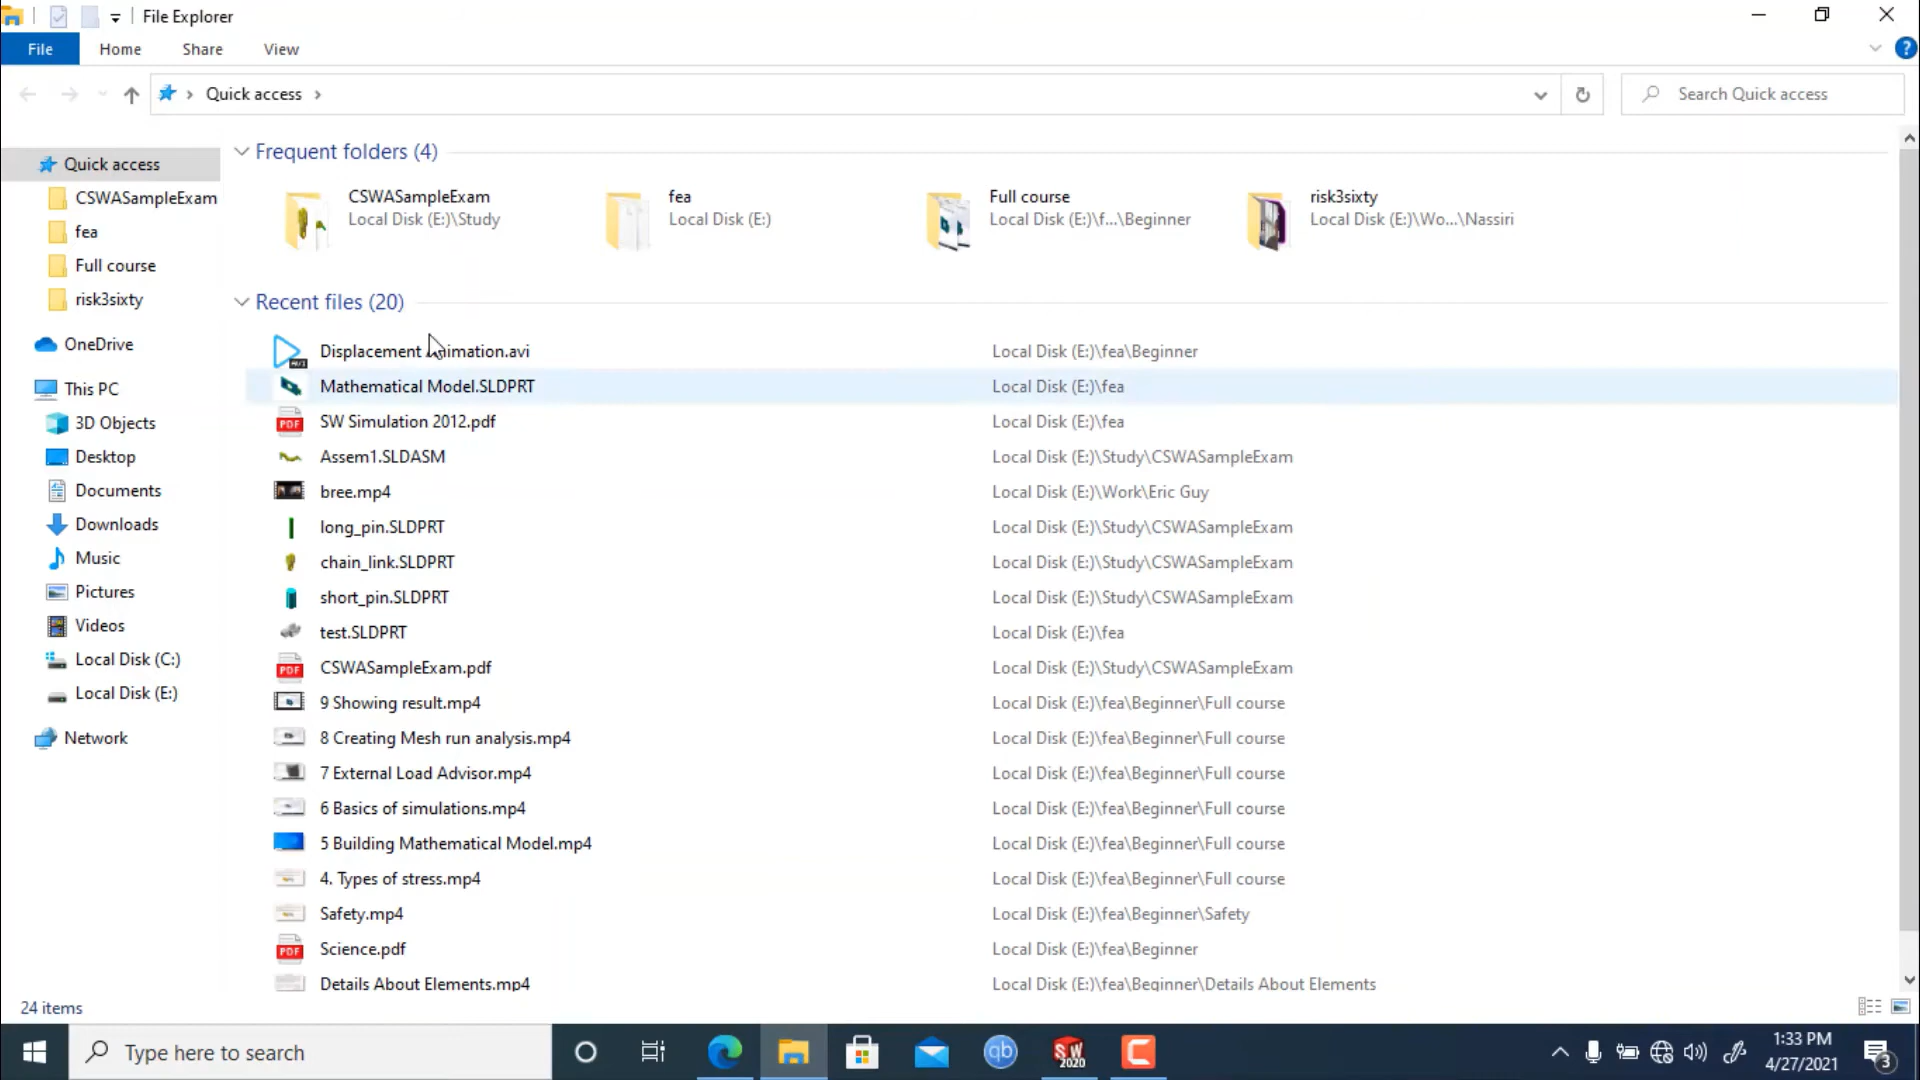 File Explorer
File Home Share View
Quick access
Search Quick access
Quick access
CSWASampleExam
fea
Full course
risk3sixty
OneDrive
This PC
3D Objects
Desktop
Documents
Downloads
Music
Pictures
Videos
Local Disk (C:)
Local Disk (E:)
Network
Frequent folders (4)
CSWASampleExam
Local Disk (E:)\Study
fea
Local Disk (E:)
Full course
Local Disk (E:)\f...\Beginner
risk3sixty
Local Disk (E:)\Wo...\Nassiri
Recent files (20)
Displacement Animation.avi Local Disk (E:)\fea\Beginner
Mathematical Model.SLDPRT Local Disk (E:)\fea
SW Simulation 2012.pdf Local Disk (E:)\fea
Assem1.SLDASM Local Disk (E:)\Study\CSWASampleExam
bree.mp4 Local Disk (E:)\Work\Eric Guy
long_pin.SLDPRT Local Disk (E:)\Study\CSWASampleExam
chain_link.SLDPRT Local Disk (E:)\Study\CSWASampleExam
short_pin.SLDPRT Local Disk (E:)\Study\CSWASampleExam
test.SLDPRT Local Disk (E:)\fea
PDF CSWASampleExam.pdf Local Disk (E:)\Study\CSWASampleExam
9 Showing result.mp4 Local Disk (E:)\fea\Beginner\Full course
8 Creating Mesh run analysis.mp4 Local Disk (E:)\fea\Beginner\Full course
7 External Load Advisor.mp4 Local Disk (E:)\fea\Beginner\Full course
6 Basics of simulations.mp4 Local Disk (E:)\fea\Beginner\Full course
5 Building Mathematical Model.mp4 Local Disk (E:)\fea\Beginner\Full course
4. Types of stress.mp4 Local Disk (E:)\fea\Beginner\Full course
Safety.mp4 Local Disk (E:)\fea\Beginner\Safety
PDF Science.pdf Local Disk (E:)\fea\Beginner
Details About Elements.mp4 Local Disk (E:)\fea\Beginner\Details About Elements
24 items
Type here to search
qb
SW
2020
1:33 PM
4/27/2021
3